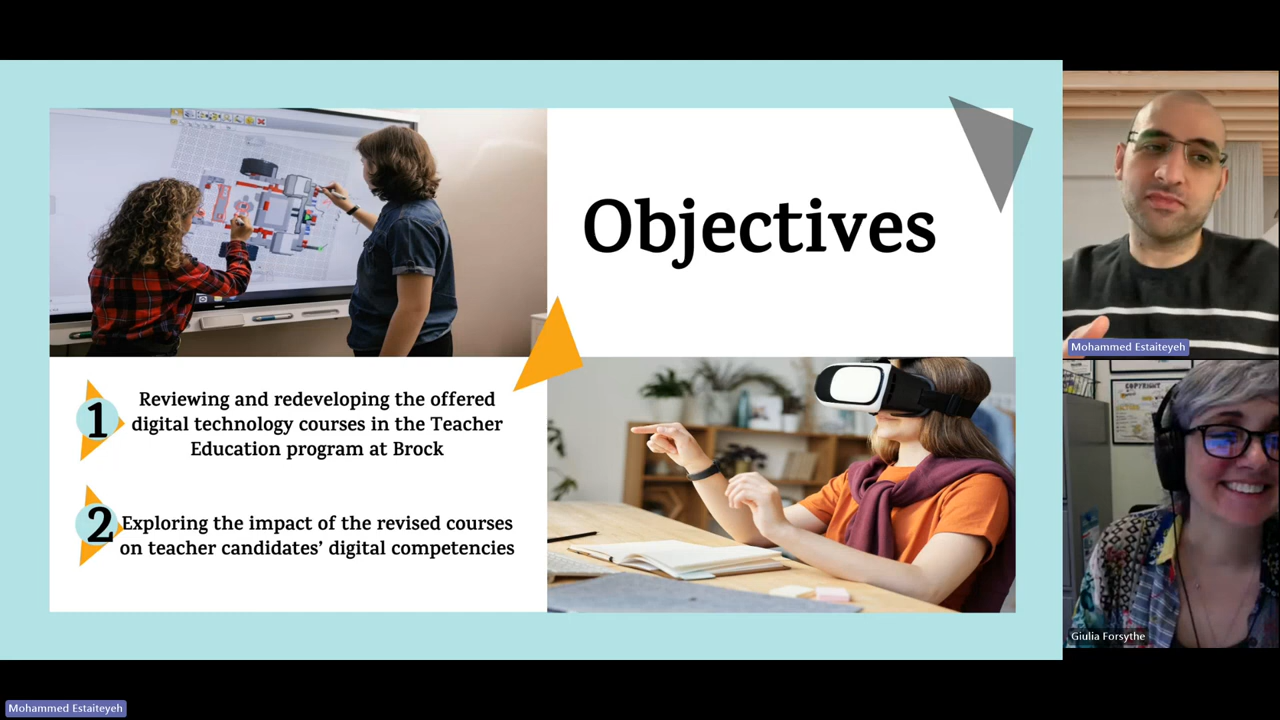 Objectives
1
Reviewing and redeveloping the offered
digital technology courses in the Teacher
Education program at Brock
2
Exploring the impact of the revised courses
on teacher candidates’ digital competencies
Mohammed Estaiteyeh
COPYRIGHT
Giulia Forsythe
Mohammed Estaiteyeh